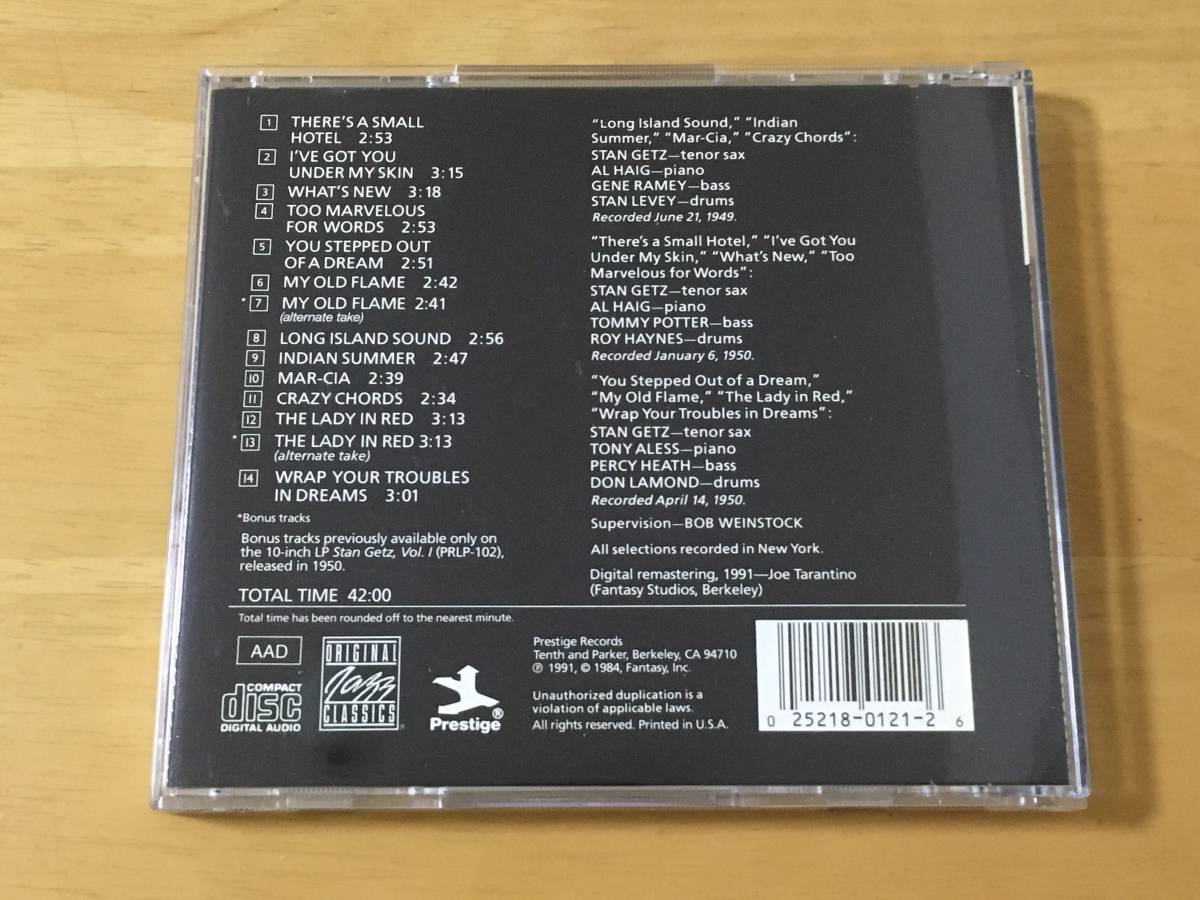 1 THERE'S A SMALL
HOTEL 2:53
2 I'VE GOT YOU
UNDER MY SKIN 3:15
3 WHAT'S NEW 3:18
4 TOO MARVELOUS
FOR WORDS 2:53
5 YOU STEPPED OUT
OF A DREAM 2:51
6 MY OLD FLAME 2:42
*7 MY OLD FLAME 2:41
(alternate take)
8 LONG ISLAND SOUND 2:56
9 INDIAN SUMMER 2:47
10 MAR-CIA 2:39
11 CRAZY CHORDS 2:34
12 THE LADY IN RED 3:13
*13 THE LADY IN RED 3:13
(alternate take)
14 WRAP YOUR TROUBLES
IN DREAMS 3:01
*Bonus tracks
Bonus tracks previously available only on
the 10-inch LP Stan Getz, Vol. I (PRLP-102),
released in 1950.
TOTAL TIME 42:00
Total time has been rounded off to the nearest minute.
"Long Island Sound," "Indian
Summer," "Mar-Cia," "Crazy Chords":
STAN GETZ—tenor sax
AL HAIG—piano
GENE RAMEY—bass
STAN LEVEY—drums
Recorded June 21, 1949.
"There's a Small Hotel," "I've Got You
Under My Skin," "What's New," "Too
Marvelous for Words":
STAN GETZ—tenor sax
AL HAIG—piano
TOMMY POTTER—bass
ROY HAYNES—drums
Recorded January 6, 1950.
"You Stepped Out of a Dream,"
"My Old Flame," "The Lady in Red,"
"Wrap Your Troubles in Dreams":
STAN GETZ—tenor sax
TONY ALESS—piano
PERCY HEATH—bass
DON LAMOND—drums
Recorded April 14, 1950.
Supervision—BOB WEINSTOCK
All selections recorded in New York.
Digital remastering, 1991—Joe Tarantino
(Fantasy Studios, Berkeley)
AAD
COMPACT
disc
DIGITAL AUDIO
ORIGINAL
Jazz
CLASSICS
Prestige®
Prestige Records
Tenth and Parker, Berkeley, CA 94710
℗ 1991, © 1984, Fantasy, Inc.
Unauthorized duplication is a
violation of applicable laws.
All rights reserved. Printed in U.S.A.
0 25218-0121-2 6